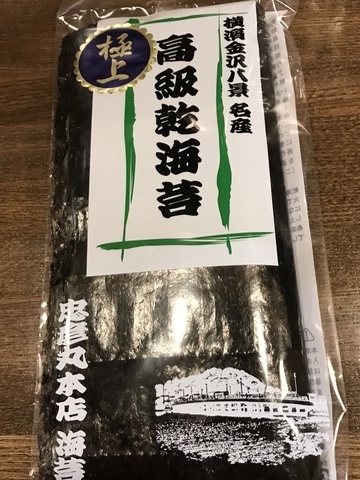 極上
横濱金沢八景 名産
高級乾海苔
忠彦丸本店 海苔